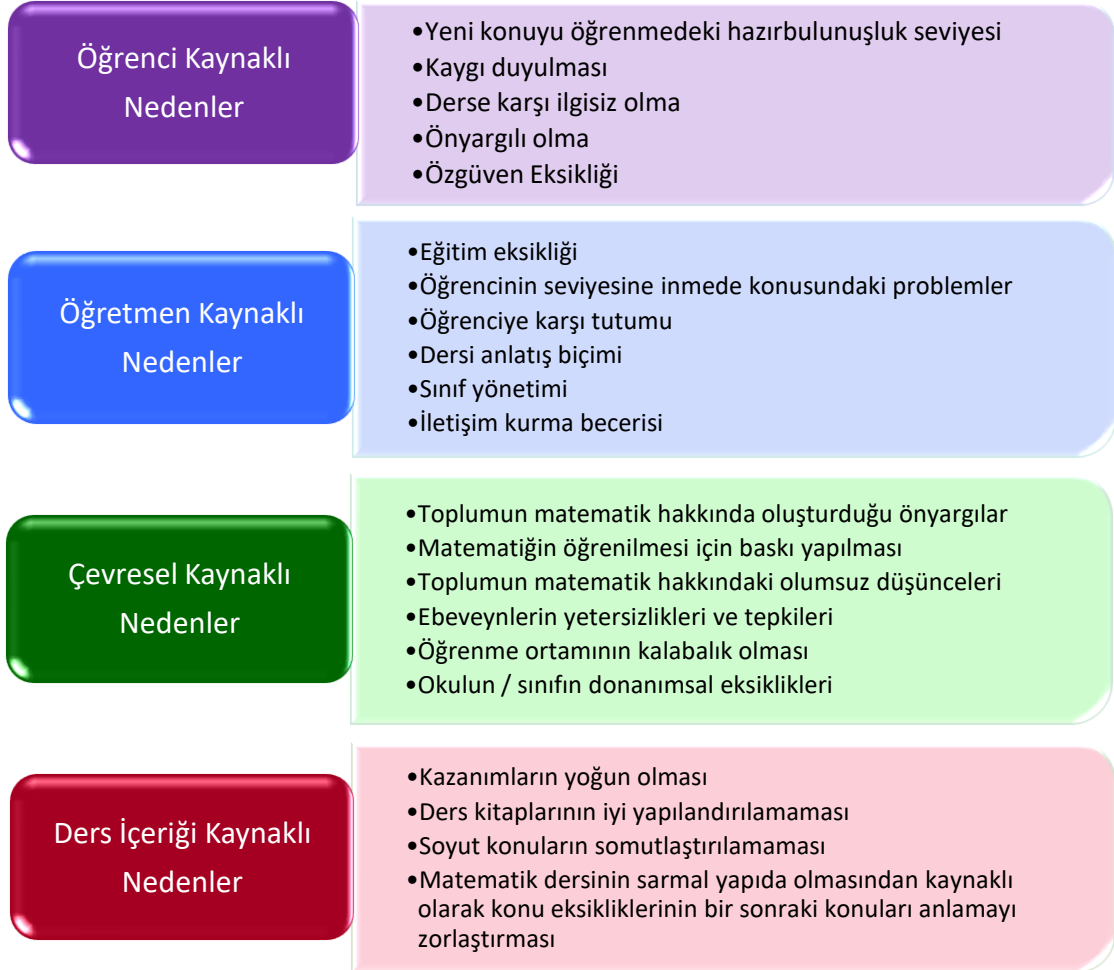 Öğrenci Kaynaklı
Nedenler
•Yeni konuyu öğrenmedeki hazırbulunuşluk seviyesi
•Kaygı duyulması
•Derse karşı ilgisiz olma
•Önyargılı olma
•Özgüven Eksikliği
Öğretmen Kaynaklı
Nedenler
•Eğitim eksikliği
•Öğrencinin seviyesine inmede konusundaki problemler
•Öğrenciye karşı tutumu
•Dersi anlatış biçimi
•Sınıf yönetimi
•İletişim kurma becerisi
Çevresel Kaynaklı
Nedenler
•Toplumun matematik hakkında oluşturduğu önyargılar
•Matematiğin öğrenilmesi için baskı yapılması
•Toplumun matematik hakkındaki olumsuz düşünceleri
•Ebeveynlerin yetersizlikleri ve tepkileri
•Öğrenme ortamının kalabalık olması
•Okulun / sınıfın donanımsal eksiklikleri
Ders İçeriği Kaynaklı
Nedenler
•Kazanımların yoğun olması
•Ders kitaplarının iyi yapılandırılamaması
•Soyut konuların somutlaştırılamaması
•Matematik dersinin sarmal yapıda olmasından kaynaklı
olarak konu eksikliklerinin bir sonraki konuları anlamayı
zorlaştırması